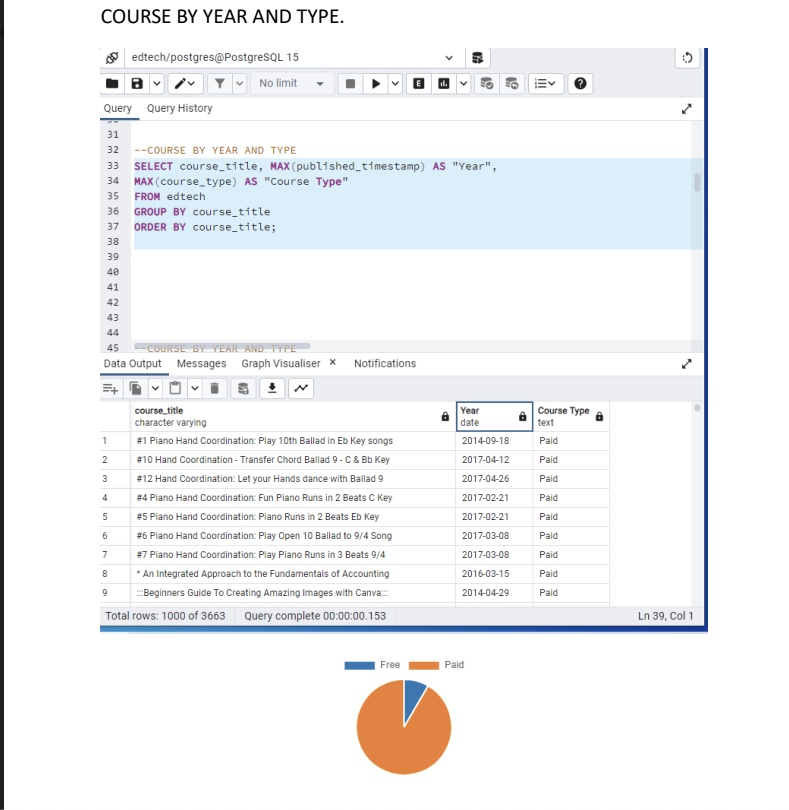 COURSE BY YEAR AND TYPE.
edtech/postgres@PostgreSQL 15
No limit
E
Query Query History
31
32 --COURSE BY YEAR AND TYPE
33 SELECT course_title, MAX(published_timestamp) AS "Year",
34 MAX(course_type) AS "Course Type"
35 FROM edtech
36 GROUP BY course_title
37 ORDER BY course_title;
38
39
40
41
42
43
44
45 --COURSE BY YEAR AND TYPE
Data Output Messages Graph Visualiser × Notifications
course_title Year Course Type
character varying date text
1 #1 Piano Hand Coordination: Play 10th Ballad in Eb Key songs 2014-09-18 Paid
2 #10 Hand Coordination - Transfer Chord Ballad 9 - C & Bb Key 2017-04-12 Paid
3 #12 Hand Coordination: Let your Hands dance with Ballad 9 2017-04-26 Paid
4 #4 Piano Hand Coordination: Fun Piano Runs in 2 Beats C Key 2017-02-21 Paid
5 #5 Piano Hand Coordination: Piano Runs in 2 Beats Eb Key 2017-02-21 Paid
6 #6 Piano Hand Coordination: Play Open 10 Ballad to 9/4 Song 2017-03-08 Paid
7 #7 Piano Hand Coordination: Play Piano Runs in 3 Beats 9/4 2017-03-08 Paid
8 * An Integrated Approach to the Fundamentals of Accounting 2016-03-15 Paid
9 :::Beginners Guide To Creating Amazing Images with Canva::: 2014-04-29 Paid
Total rows: 1000 of 3663 Query complete 00:00:00.153 Ln 39, Col 1
Free Paid